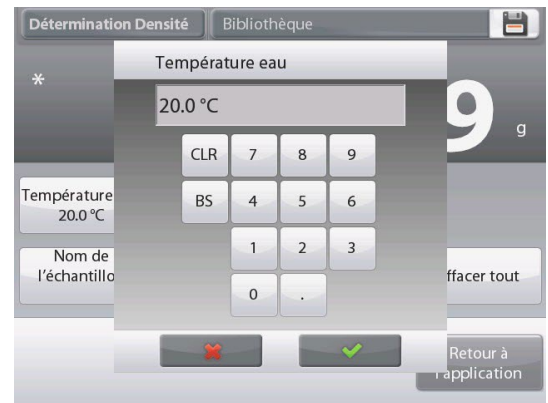 Détermination Densité Bibliothèque
Température eau
*
9
g
20.0 °C
CLR 7 8 9
BS 4 5 6
1 2 3
0 .
Température
20.0 °C
Nom de
l'échantillo
ffacer tout
Retour à
l'application